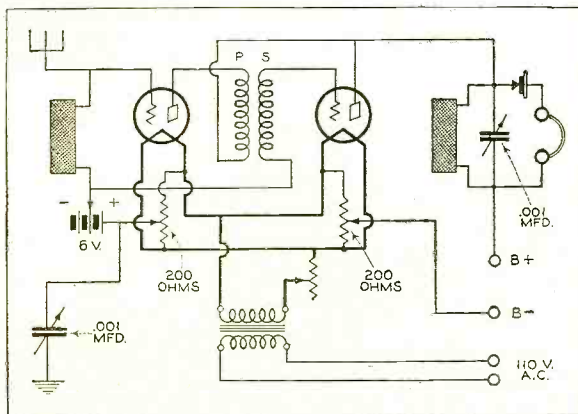 P S
- +
6 V.
200
OHMS
200
OHMS
.001
MFD.
.001
MFD.
B+
B-
110 V.
A.C.